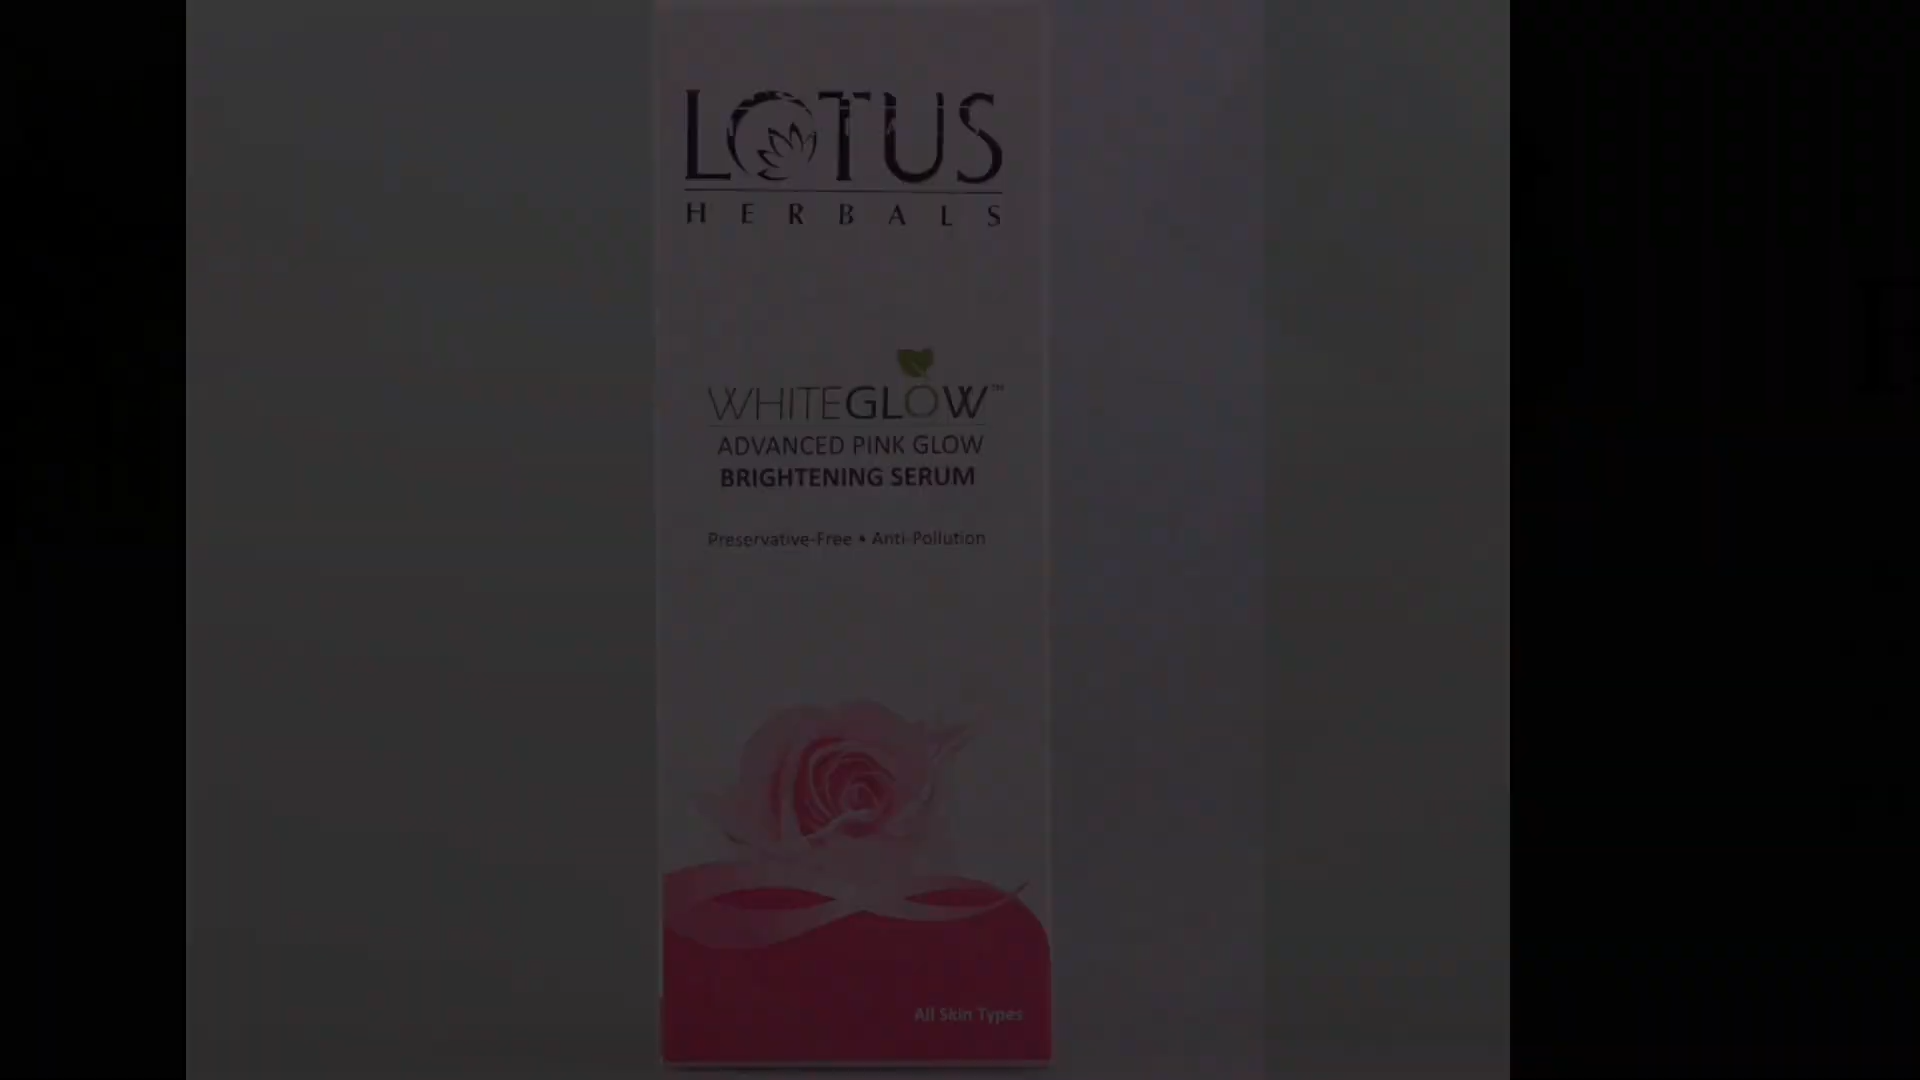 LOTUS
HERBALS
WHITEGLOW™
ADVANCED PINK GLOW
BRIGHTENING SERUM
Preservative-Free • Anti-Pollution
All Skin Types